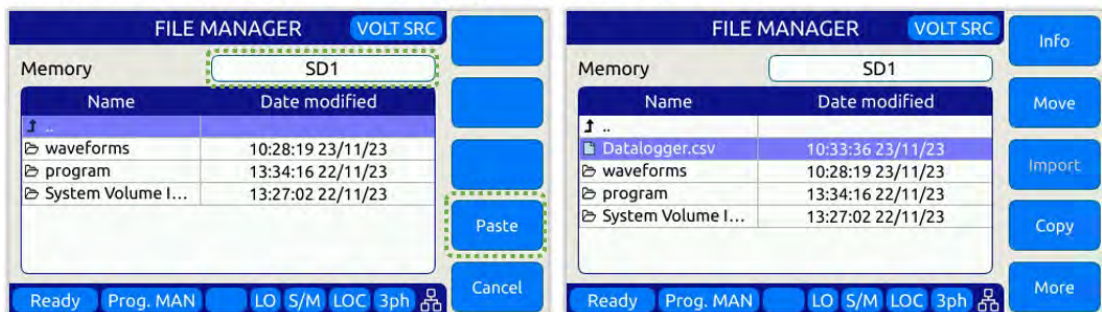 FILE MANAGER VOLT SRC
Memory SD1
Name Date modified
..
waveforms 10:28:19 23/11/23
program 13:34:16 22/11/23
System Volume I... 13:27:02 22/11/23
Paste
Cancel
Ready Prog. MAN LO S/M LOC 3ph
FILE MANAGER VOLT SRC
Info
Memory SD1
Name Date modified
Move
..
Datalogger.csv 10:33:36 23/11/23
waveforms 10:28:19 23/11/23
Import
program 13:34:16 22/11/23
System Volume I... 13:27:02 22/11/23
Copy
More
Ready Prog. MAN LO S/M LOC 3ph